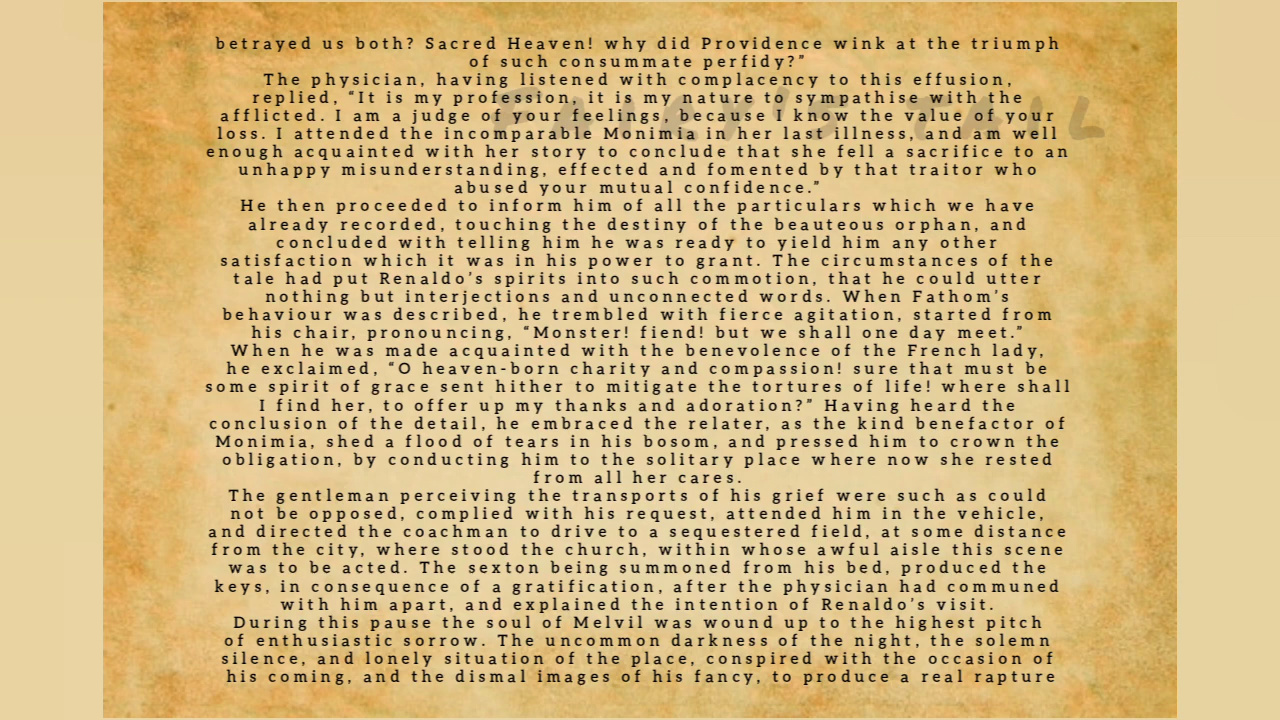 betrayed us both? Sacred Heaven! why did Providence wink at the triumph
of such consummate perfidy?”
The physician, having listened with complacency to this effusion,
replied, “It is my profession, it is my nature to sympathise with the
afflicted. I am a judge of your feelings, because I know the value of your
loss. I attended the incomparable Monimia in her last illness, and am well
enough acquainted with her story to conclude that she fell a sacrifice to an
unhappy misunderstanding, effected and fomented by that traitor who
abused your mutual confidence.”
He then proceeded to inform him of all the particulars which we have
already recorded, touching the destiny of the beauteous orphan, and
concluded with telling him he was ready to yield him any other
satisfaction which it was in his power to grant. The circumstances of the
tale had put Renaldo’s spirits into such commotion, that he could utter
nothing but interjections and unconnected words. When Fathom’s
behaviour was described, he trembled with fierce agitation, started from
his chair, pronouncing, “Monster! fiend! but we shall one day meet.”
When he was made acquainted with the benevolence of the French lady,
he exclaimed, “O heaven-born charity and compassion! sure that must be
some spirit of grace sent hither to mitigate the tortures of life! where shall
I find her, to offer up my thanks and adoration?” Having heard the
conclusion of the detail, he embraced the relater, as the kind benefactor of
Monimia, shed a flood of tears in his bosom, and pressed him to crown the
obligation, by conducting him to the solitary place where now she rested
from all her cares.
The gentleman perceiving the transports of his grief were such as could
not be opposed, complied with his request, attended him in the vehicle,
and directed the coachman to drive to a sequestered field, at some distance
from the city, where stood the church, within whose awful aisle this scene
was to be acted. The sexton being summoned from his bed, produced the
keys, in consequence of a gratification, after the physician had communed
with him apart, and explained the intention of Renaldo’s visit.
During this pause the soul of Melvil was wound up to the highest pitch
of enthusiastic sorrow. The uncommon darkness of the night, the solemn
silence, and lonely situation of the place, conspired with the occasion of
his coming, and the dismal images of his fancy, to produce a real rapture